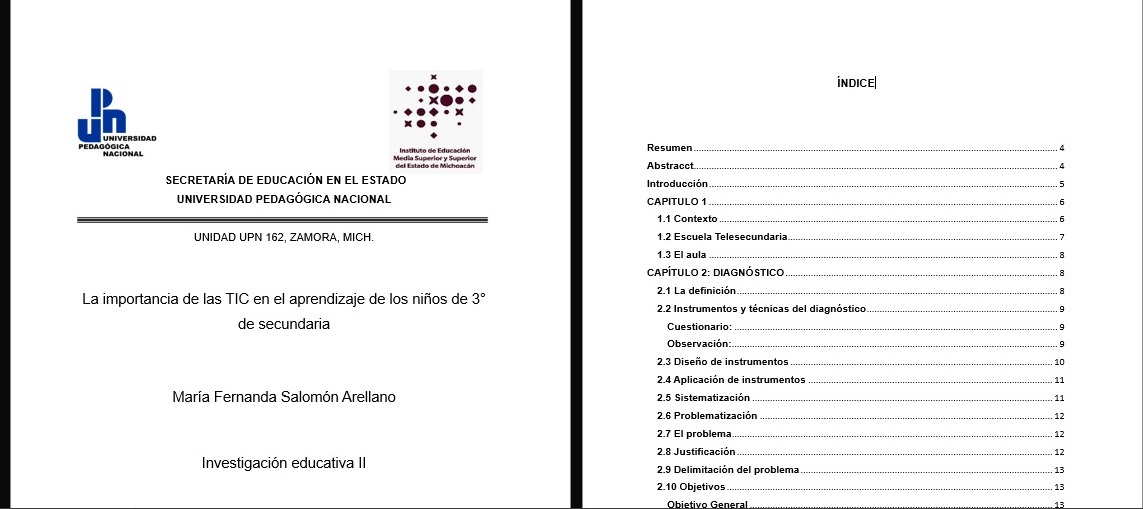 UNIVERSIDAD
PEDAGÓGICA
NACIONAL
Instituto de Educación
Media Superior y Superior
del Estado de Michoacán
SECRETARÍA DE EDUCACIÓN EN EL ESTADO
UNIVERSIDAD PEDAGÓGICA NACIONAL
UNIDAD UPN 162, ZAMORA, MICH.
La importancia de las TIC en el aprendizaje de los niños de 3°
de secundaria
María Fernanda Salomón Arellano
Investigación educativa II
ÍNDICE
Resumen 4
Abstracct 4
Introducción 5
CAPITULO 1 6
1.1 Contexto 6
1.2 Escuela Telesecundaria 7
1.3 El aula 8
CAPÍTULO 2: DIAGNÓSTICO 8
2.1 La definición 8
2.2 Instrumentos y técnicas del diagnóstico 9
Cuestionario: 9
Observación: 9
2.3 Diseño de instrumentos 10
2.4 Aplicación de instrumentos 11
2.5 Sistematización 11
2.6 Problematización 12
2.7 El problema 12
2.8 Justificación 12
2.9 Delimitación del problema 13
2.10 Objetivos 13
Objetivo General 13